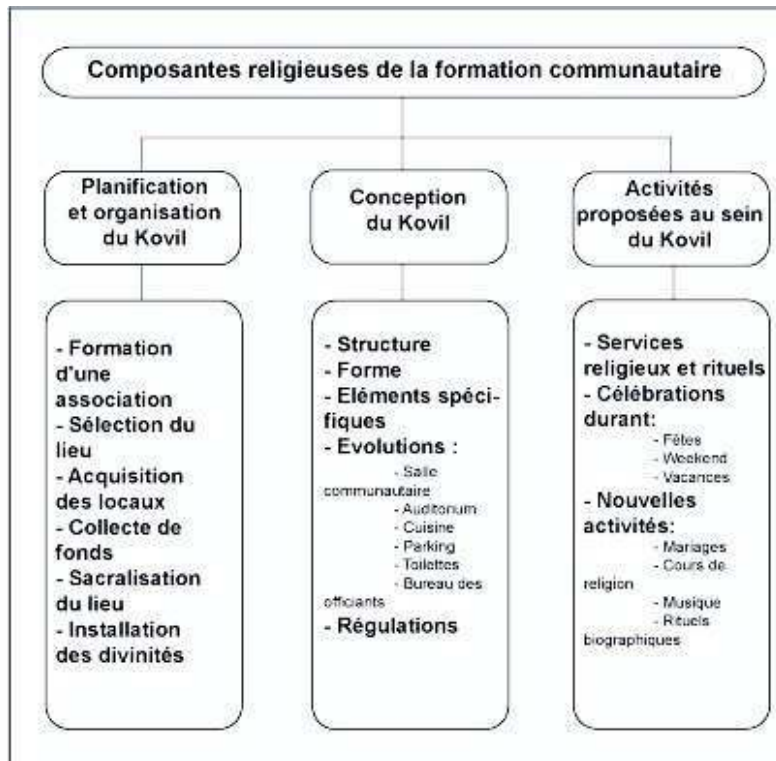 Composantes religieuses de la formation communautaire
Planification
et organisation
du Kovil
Conception
du Kovil
Activités
proposées au sein
du Kovil
- Formation
d'une
association
- Sélection du
lieu
- Acquisition
des locaux
- Collecte de
fonds
- Sacralisation
du lieu
- Installation
des divinités
- Structure
- Forme
- Eléments spéci-
fiques
- Evolutions :
- Salle
communautaire
- Auditorium
- Cuisine
- Parking
- Toilettes
- Bureau des
officiants
- Régulations
- Services
religieux et rituels
- Célébrations
durant:
- Fêtes
- Weekend
- Vacances
- Nouvelles
activités:
- Mariages
- Cours de
religion
- Musique
- Rituels
biographiques